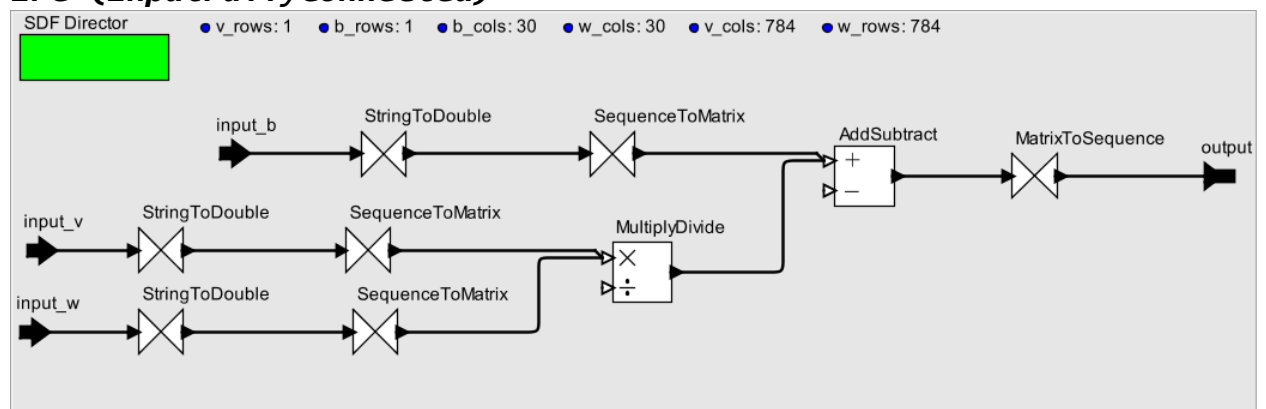 SDF Director
v_rows: 1 b_rows: 1 b_cols: 30 w_cols: 30 v_cols: 784 w_rows: 784
input_b
StringToDouble
SequenceToMatrix
AddSubtract
MatrixToSequence
output
+
−
input_v
StringToDouble
SequenceToMatrix
MultiplyDivide
×
÷
input_w
StringToDouble
SequenceToMatrix